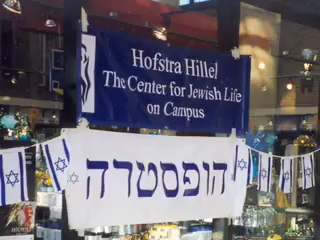 Hofstra Hillel
The Center for Jewish Life
on Campus
הופסטרה